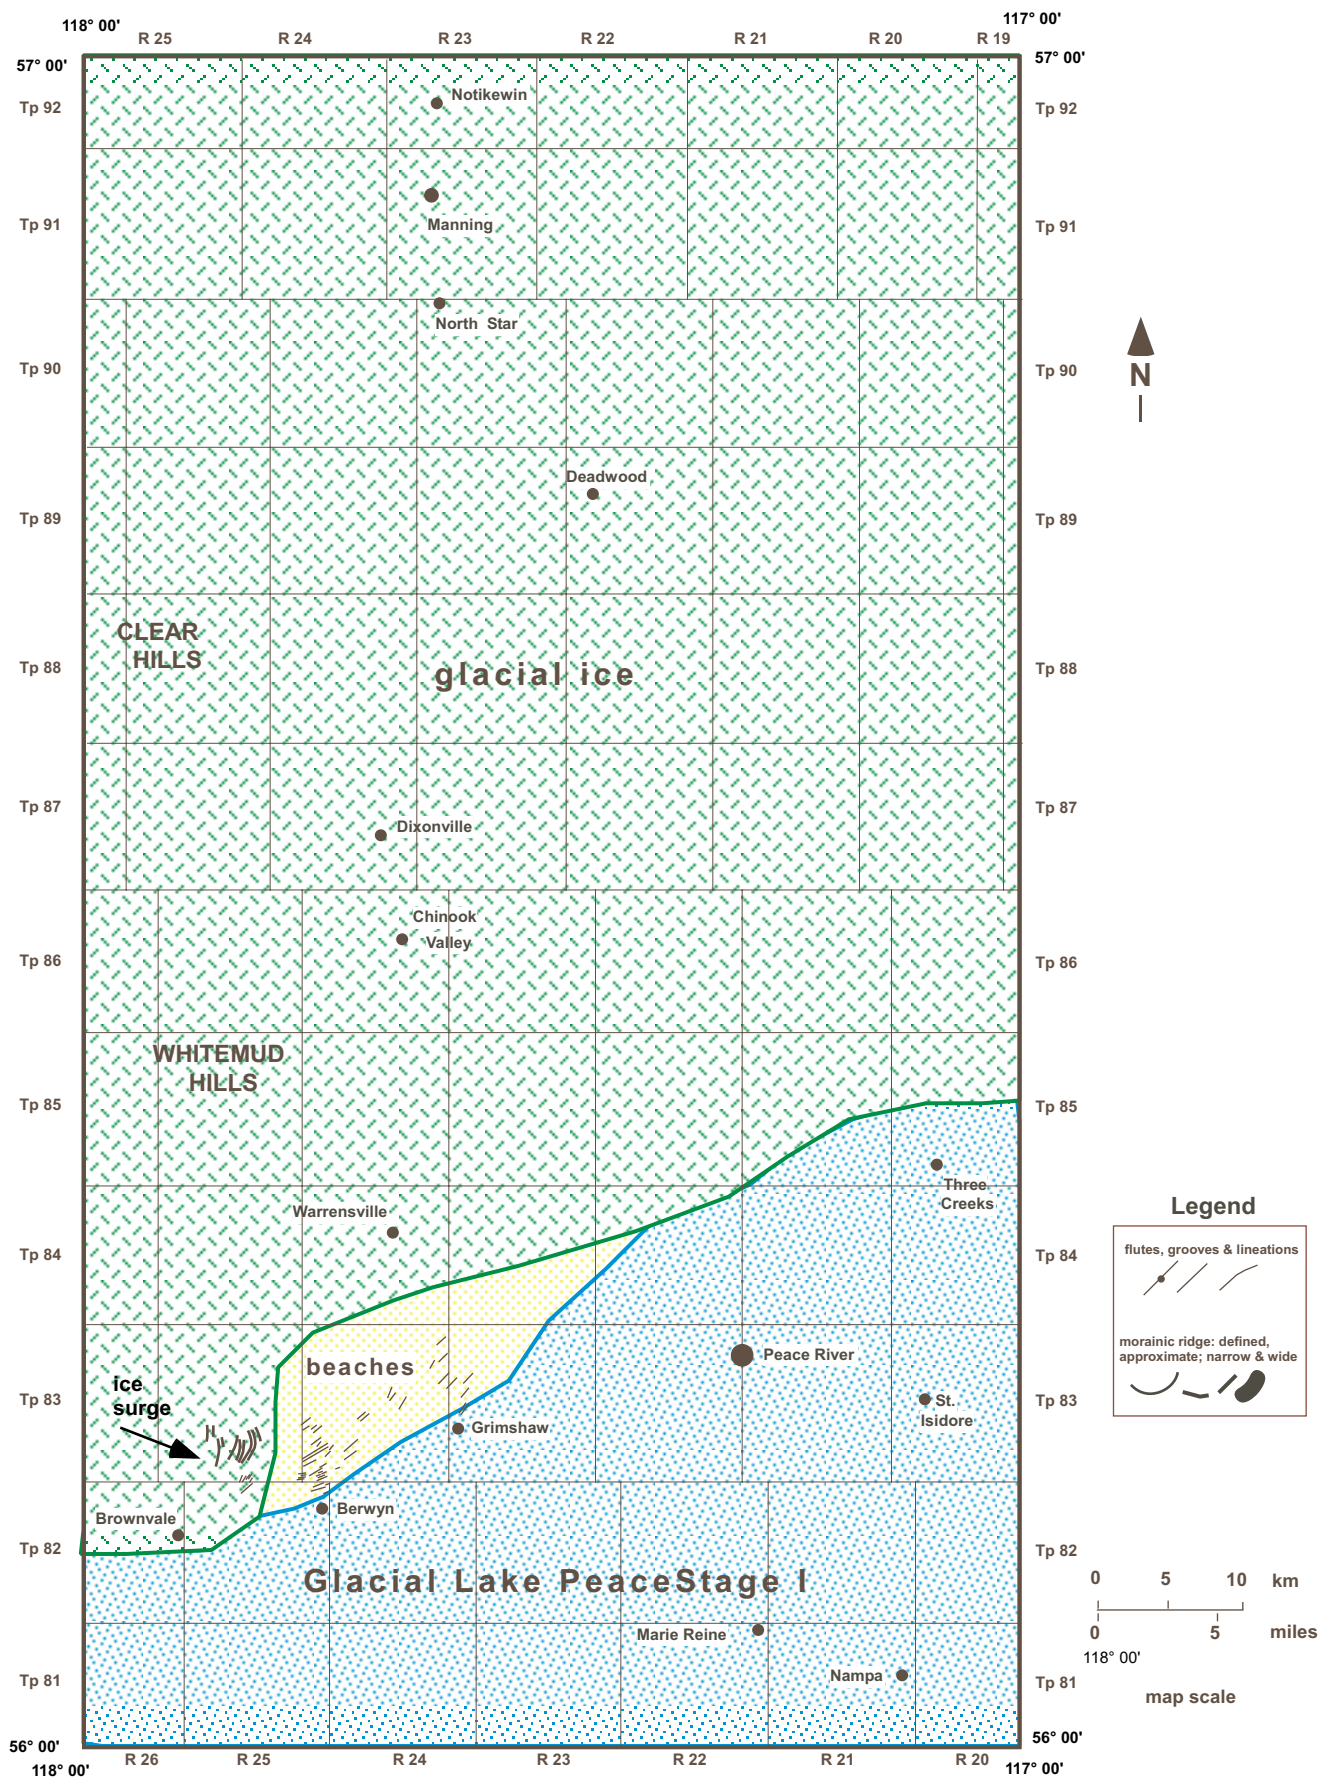 118° 00'
117° 00'
R 25
R 24
R 23
R 22
R 21
R 20
R 19
57° 00'
57° 00'
Tp 92
Notikewin
Tp 92
Tp 91
Manning
Tp 91
North Star
Tp 90
Tp 90
N
Deadwood
Tp 89
Tp 89
CLEAR
HILLS
Tp 88
glacial ice
Tp 88
Tp 87
Dixonville
Tp 87
Chinook
Valley
Tp 86
Tp 86
WHITEMUD
HILLS
Tp 85
Tp 85
Three
Creeks
Warrensville
Tp 84
Tp 84
Legend
flutes, grooves & lineations
morainic ridge: defined,
approximate; narrow & wide
beaches
Peace River
ice
surge
Tp 83
St.
Isidore
Tp 83
Grimshaw
Brownvale
Berwyn
Tp 82
Tp 82
Glacial Lake PeaceStage I
0 5 10 km
0 5 miles
118° 00'
map scale
Marie Reine
Nampa
Tp 81
Tp 81
56° 00'
56° 00'
R 26
R 25
R 24
R 23
R 22
R 21
R 20
118° 00'
117° 00'